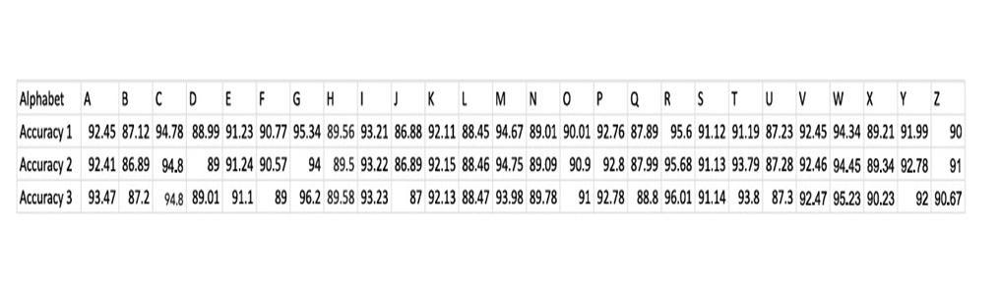 Alphabet A B C D E F G H I J K L M N O P Q R S T U V W X Y Z
Accuracy 1 92.45 87.12 94.78 88.99 91.23 90.77 95.34 89.56 93.21 86.88 92.11 88.45 94.67 89.01 90.01 92.76 87.89 95.6 91.12 91.19 87.23 92.45 94.34 89.21 91.99 90
Accuracy 2 92.41 86.89 94.8 89 91.24 90.57 94 89.5 93.22 86.89 92.15 88.46 94.75 89.09 90.9 92.8 87.99 95.68 91.13 93.79 87.28 92.46 94.45 89.34 92.78 91
Accuracy 3 93.47 87.2 94.8 89.01 91.1 89 96.2 89.58 93.23 87 92.13 88.47 93.98 89.78 91 92.78 88.8 96.01 91.14 93.8 87.3 92.47 95.23 90.23 92 90.67